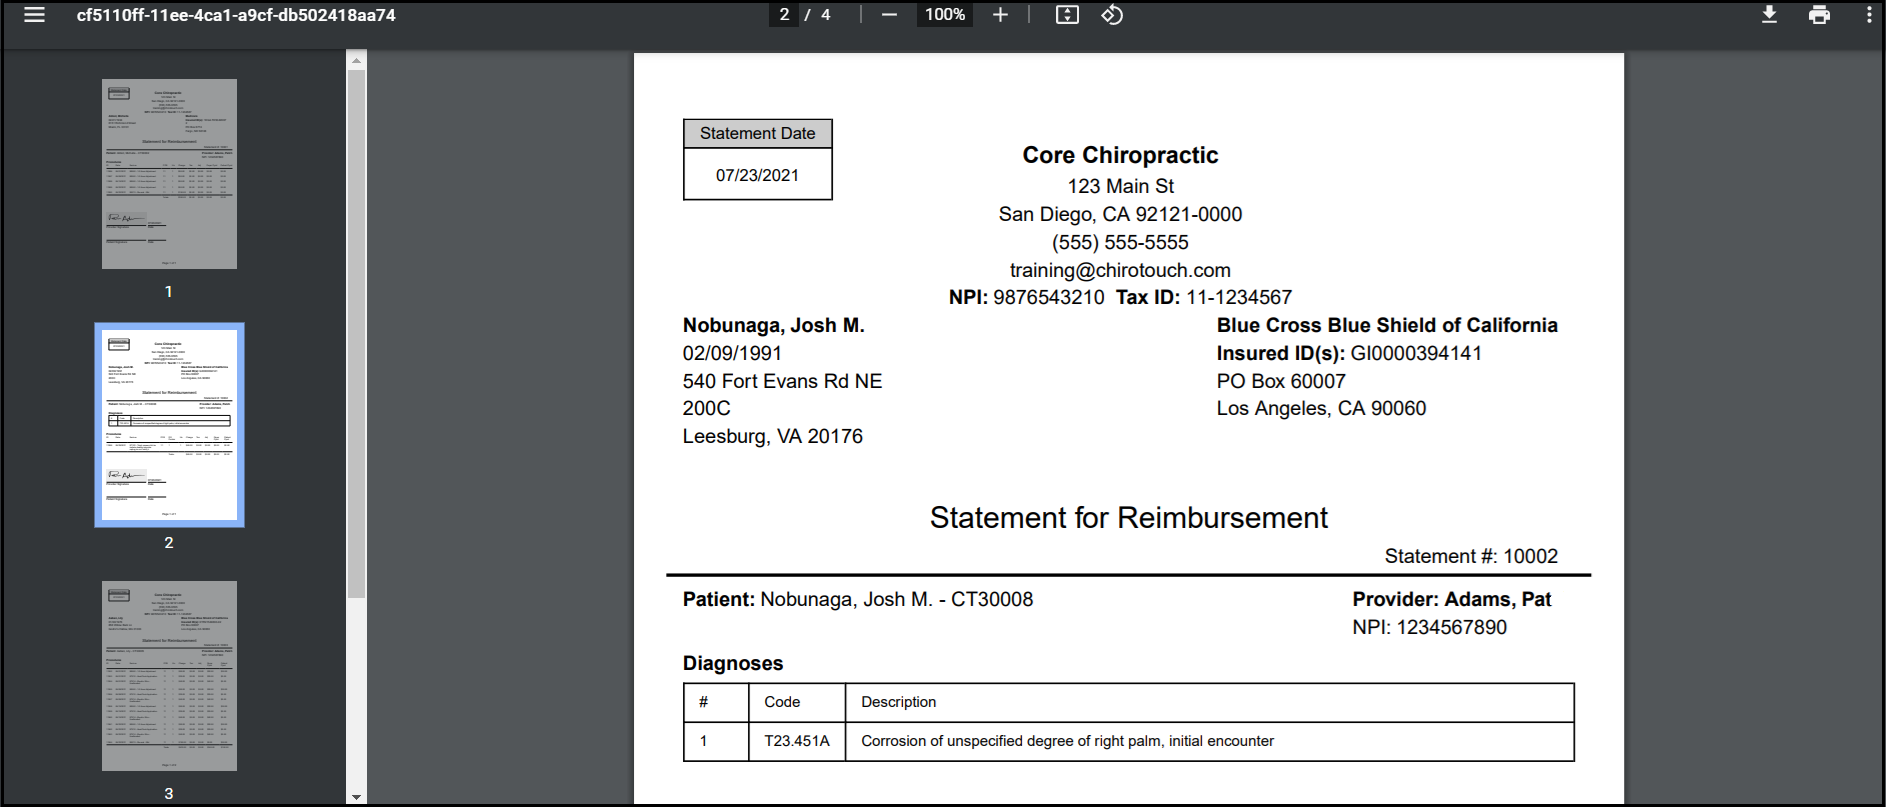 cf5110ff-11ee-4ca1-a9cf-db502418aa74
2 / 4
100%
1
2
3
Statement Date
07/23/2021
Core Chiropractic
123 Main St
San Diego, CA 92121-0000
(555) 555-5555
training@chirotouch.com
NPI: 9876543210 Tax ID: 11-1234567
Nobunaga, Josh M.
02/09/1991
540 Fort Evans Rd NE
200C
Leesburg, VA 20176
Blue Cross Blue Shield of California
Insured ID(s): GI0000394141
PO Box 60007
Los Angeles, CA 90060
Statement for Reimbursement
Statement #: 10002
Patient: Nobunaga, Josh M. - CT30008
Provider: Adams, Pat
NPI: 1234567890
Diagnoses
# Code Description
1 T23.451A Corrosion of unspecified degree of right palm, initial encounter